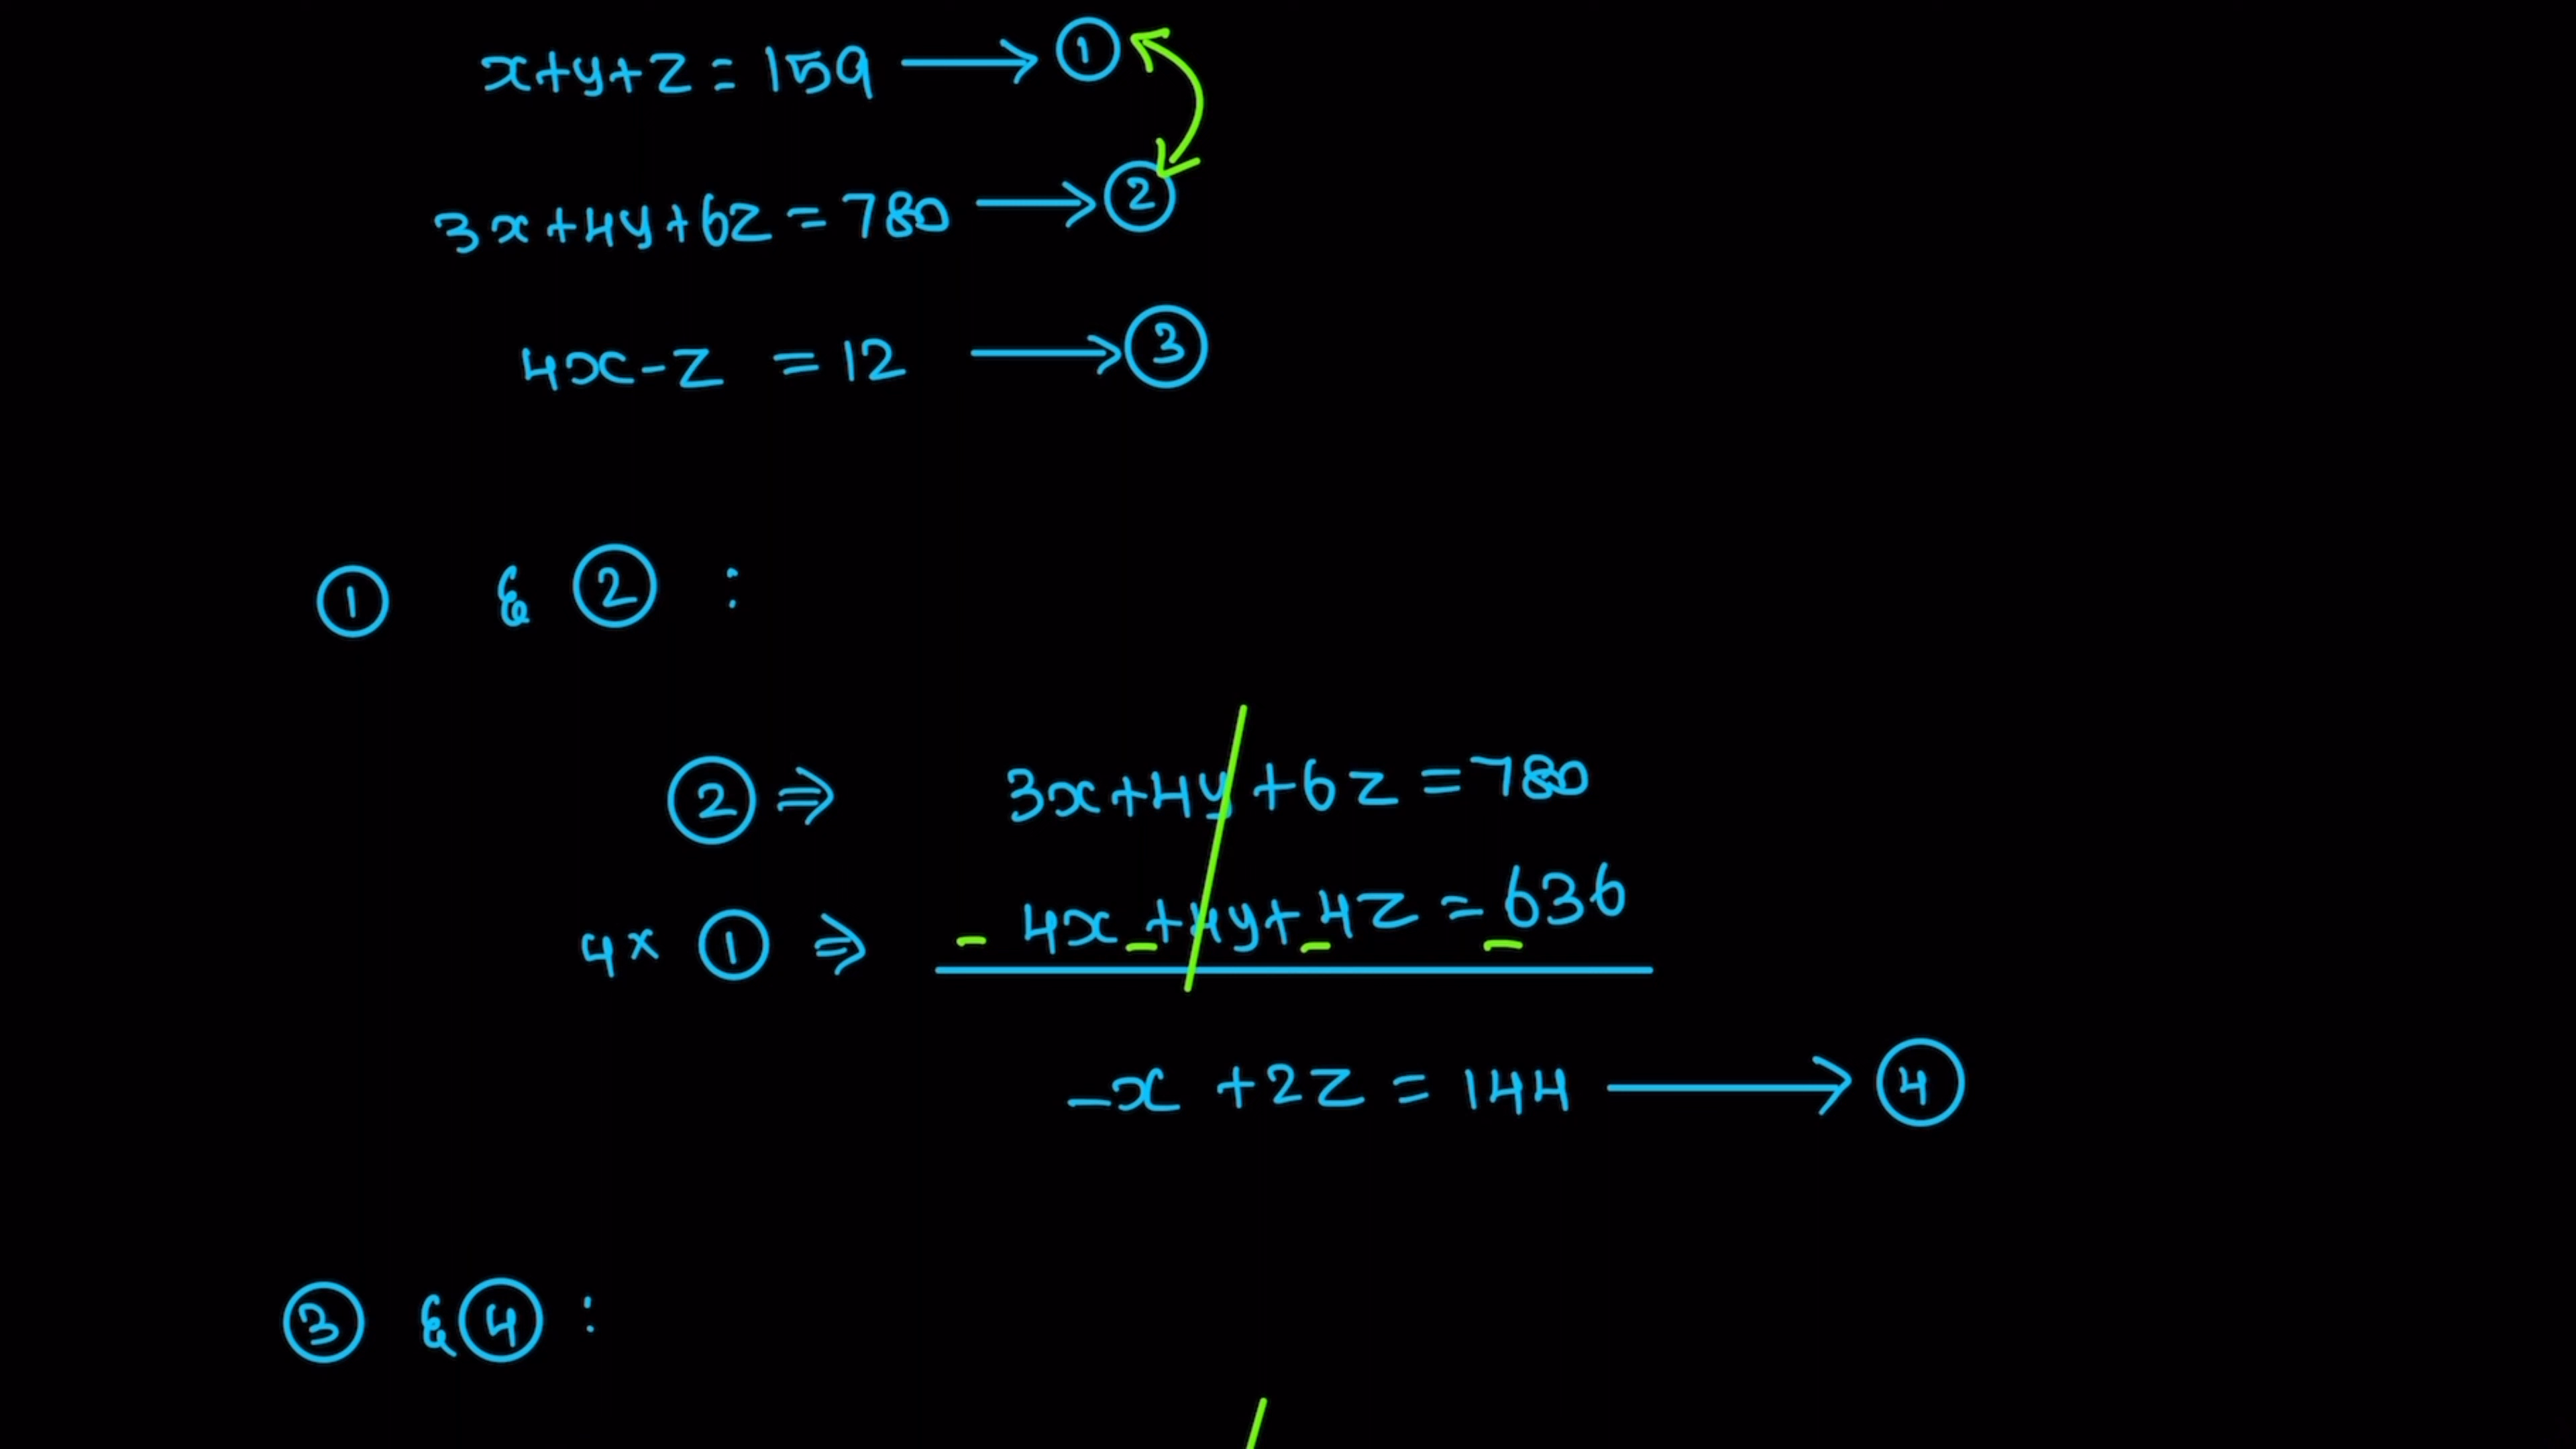 x+y+z = 159 ⟶ ①
3x+4y+6z = 780 ⟶ ②
4x-z = 12 ⟶ ③
① & ② :
② ⇒ 3x+4y+6z = 780
4x ① ⇒ - 4x + 4y + 4z = 636
- - -
-x +2z = 144 ⟶ ④
③ & ④ :